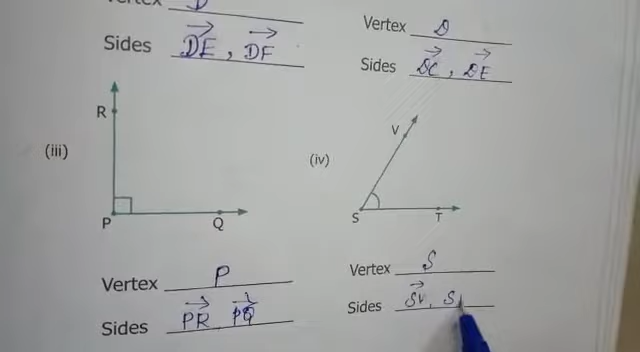 Vertex D
Sides DE, DF
Vertex D
Sides DC, DE
(iii)
R
P
Q
Vertex P
Sides PR PQ
(iv)
V
S
T
Vertex S
Sides SV, S